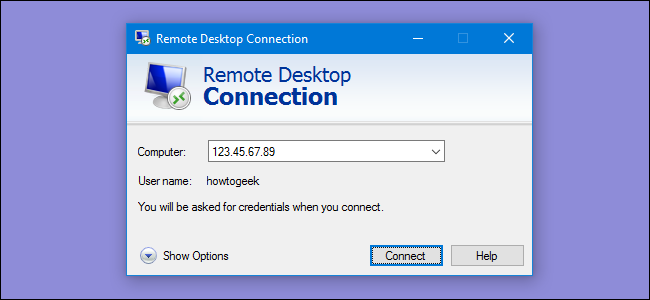 Remote Desktop Connection
Remote Desktop
Connection
Computer: 123.45.67.89
User name: howtogeek
You will be asked for credentials when you connect.
Show Options Connect Help